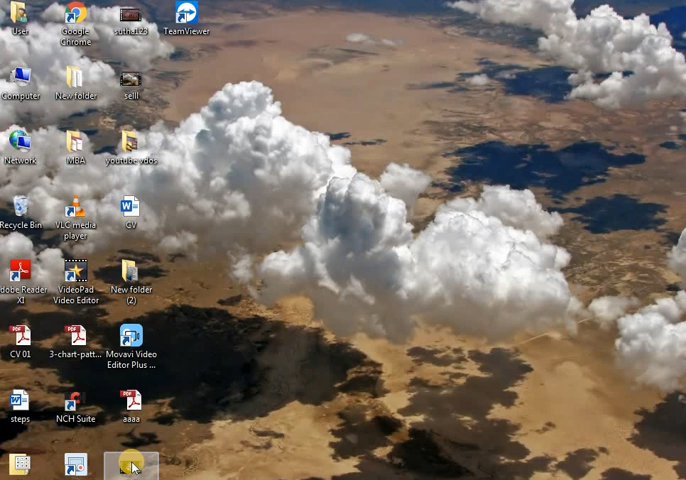 User
Google
Chrome
sutha123
TeamViewer
Computer
New folder
selll
Network
MBA
youtube vdos
Recycle Bin
VLC media
player
CV
dobe Reader
XI
VideoPad
Video Editor
New folder
(2)
CV 01
3-chart-patt...
Movavi Video
Editor Plus ...
steps
NCH Suite
aaaa